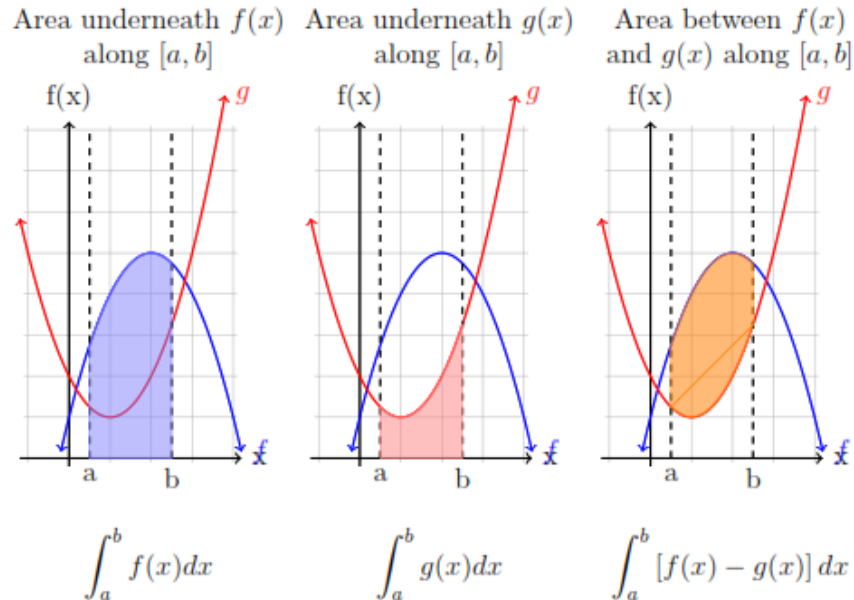 Area underneath f(x)
along [a, b]
f(x)
g
f
x
a
b
∫_a^b f(x)dx
Area underneath g(x)
along [a, b]
f(x)
g
f
x
a
b
∫_a^b g(x)dx
Area between f(x)
and g(x) along [a, b]
f(x)
g
f
x
a
b
∫_a^b [f(x) − g(x)] dx